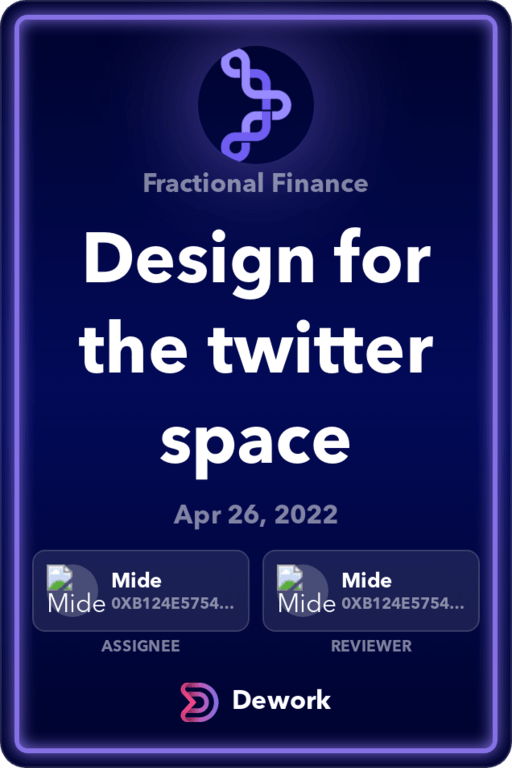 Fractional Finance
Design for
the twitter
space
Apr 26, 2022
Mide
Mide
0XB124E5754...
ASSIGNEE
Mide
Mide
0XB124E5754...
REVIEWER
Dework